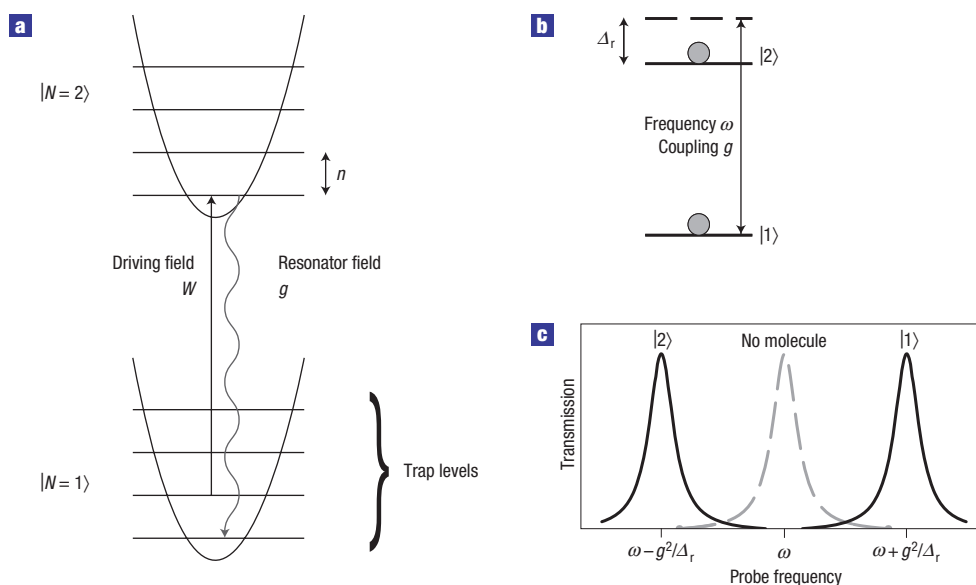 a
|N = 2⟩
n
Driving field
W
Resonator field
g
|N = 1⟩
Trap levels
b
Δr
|2⟩
Frequency ω
Coupling g
|1⟩
c
|2⟩ No molecule |1⟩
Transmission
ω – g²/Δr ω ω + g²/Δr
Probe frequency